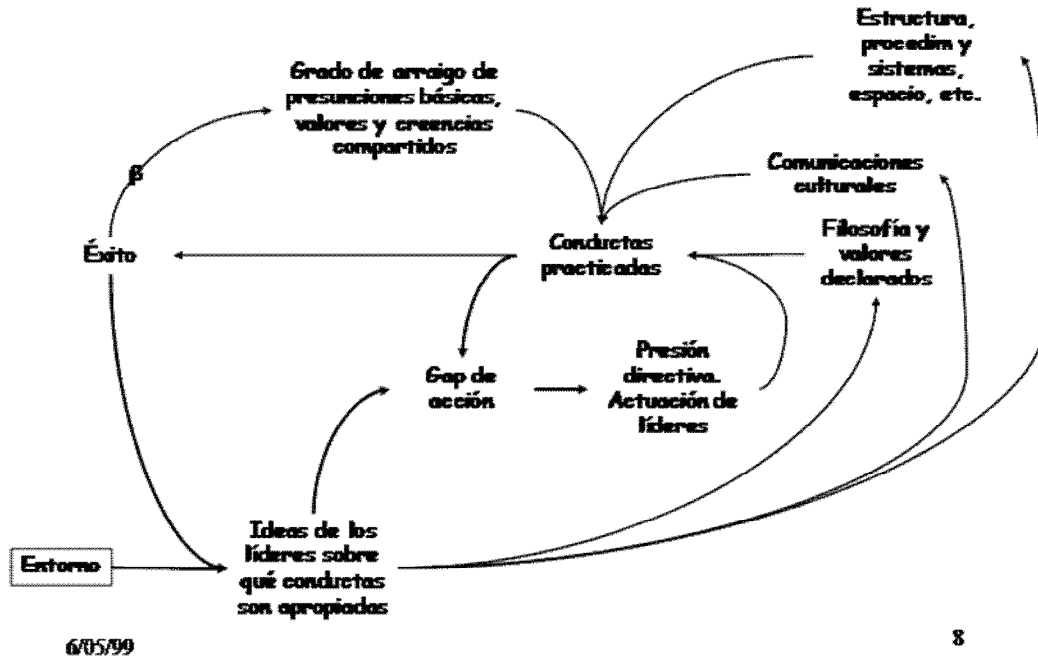 Estructura,
procedim y
sistemas,
espacio, etc.
Grado de arraigo de
presunciones básicas,
valores y creencias
compartidos
β
Comunicaciones
culturales
Éxito
Conductas
practicadas
Filosofía y
valores
declarados
Gap de
acción
Presión
directiva.
Actuación de
líderes
Ideas de los
líderes sobre
qué conductas
son apropiadas
Entorno
6/05/99
8